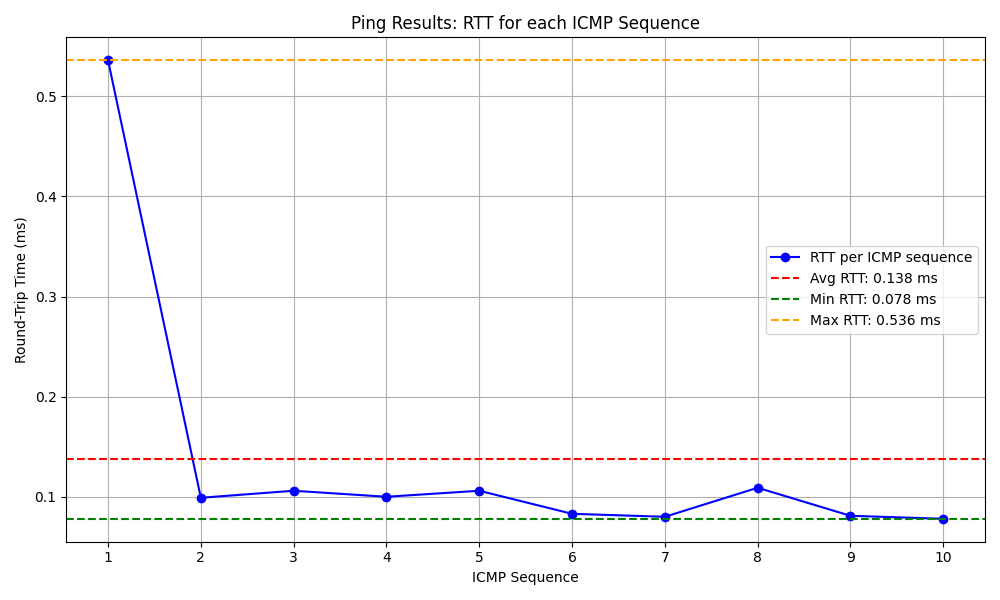 Ping Results: RTT for each ICMP Sequence
Round-Trip Time (ms)
0.5
0.4
0.3
0.2
0.1
RTT per ICMP sequence
Avg RTT: 0.138 ms
Min RTT: 0.078 ms
Max RTT: 0.536 ms
1 2 3 4 5 6 7 8 9 10
ICMP Sequence